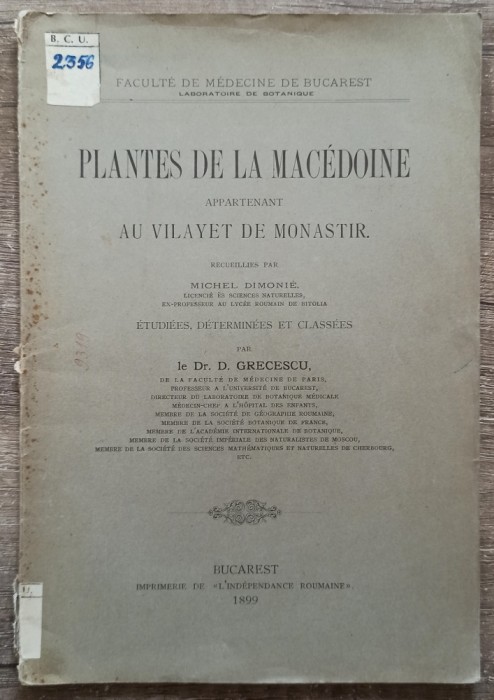 B. C. U.
2356
FACULTÉ DE MÉDECINE DE BUCAREST
LABORATOIRE DE BOTANIQUE
PLANTES DE LA MACÉDOINE
APPARTENANT
AU VILAYET DE MONASTIR.
RECUEILLIES PAR
MICHEL DIMONIÉ.
LICENCIÉ ÈS SCIENCES NATURELLES,
EX-PROFESEUR AU LYCÉE ROUMAIN DE BITOLIA
ÉTUDIÉES, DÉTERMINÉES ET CLASSÉES
PAR
le Dr. D. GRECESCU,
DE LA FACULTÉ DE MÉDECINE DE PARIS,
PROFESSEUR A L'UNIVERSITÉ DE BUCAREST,
DIRECTEUR DU LABORATOIRE DE BOTANIQUE MÉDICALE
MÉDECIN-CHEF A L'HÔPITAL DES ENFANTS,
MEMBRE DE LA SOCIÉTÉ DE GÉOGRAPHIE ROUMAINE,
MEMBRE DE LA SOCIÉTÉ BOTANIQUE DE FRANCE,
MEMBRE DE L'ACADÉMIE INTERNATIONALE DE BOTANIQUE,
MEMBRE DE LA SOCIÉTÉ IMPÉRIALE DES NATURALISTES DE MOSCOU,
MEMBRE DE LA SOCIÉTÉ DES SCIENCES MATHÉMATIQUES ET NATURELLES DE CHERBOURG,
ETC.
BUCAREST
IMPRIMERIE DE «L'INDÉPENDANCE ROUMAINE»,
1899
U.